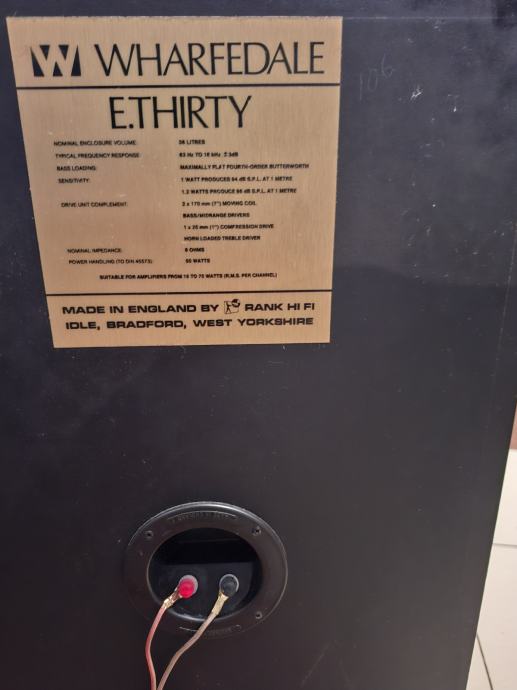 WHARFEDALE
E.THIRTY
106
NOMINAL ENCLOSURE VOLUME: 36 LITRES
TYPICAL FREQUENCY RESPONSE: 63 Hz TO 18 kHz ±3dB
BASS LOADING: MAXIMALLY FLAT FOURTH-ORDER BUTTERWORTH
SENSITIVITY: 1 WATT PRODUCES 94 dB S.P.L. AT 1 METRE
1.2 WATTS PRODUCE 95 dB S.P.L. AT 1 METRE
DRIVE UNIT COMPLEMENT: 2 x 170 mm (7") MOVING COIL
BASS/MIDRANGE DRIVERS
1 x 25 mm (1") COMPRESSION DRIVE
HORN LOADED TREBLE DRIVER
NOMINAL IMPEDANCE: 8 OHMS
POWER HANDLING (TO DIN 45573): 50 WATTS
SUITABLE FOR AMPLIFIERS FROM 15 TO 75 WATTS (R.M.S. PER CHANNEL)
MADE IN ENGLAND BY RANK HI FI
IDLE, BRADFORD, WEST YORKSHIRE